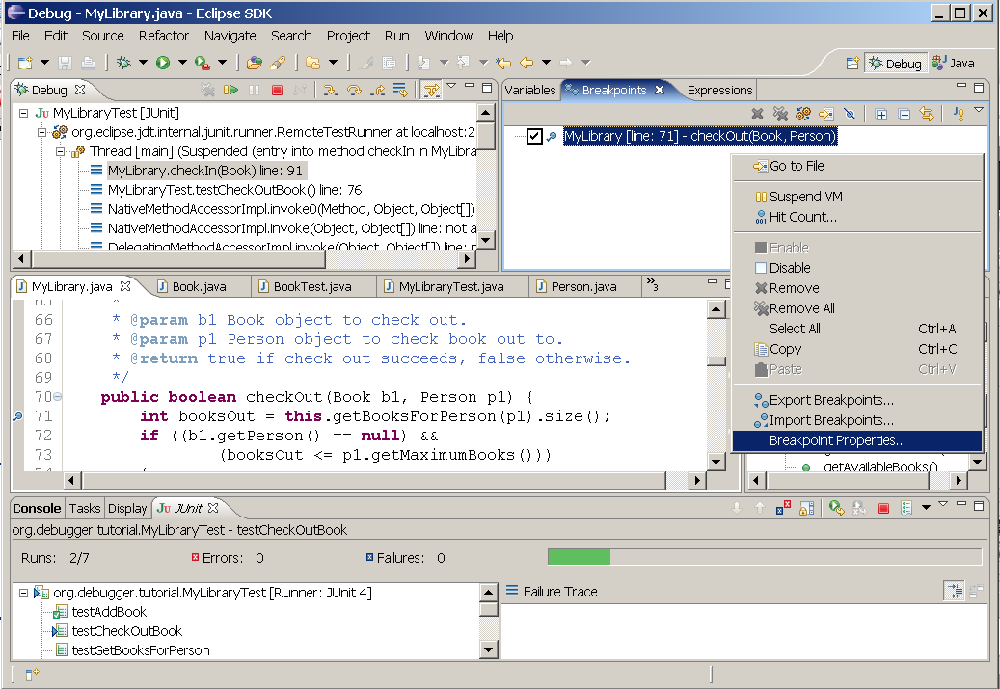 Debug - MyLibrary.java - Eclipse SDK
File Edit Source Refactor Navigate Search Project Run Window Help
Debug Java
Debug
MyLibraryTest [JUnit]
org.eclipse.jdt.internal.junit.runner.RemoteTestRunner at localhost:2
Thread [main] (Suspended (entry into method checkIn in MyLibra
MyLibrary.checkIn(Book) line: 91
MyLibraryTest.testCheckOutBook() line: 76
NativeMethodAccessorImpl.invoke0(Method, Object, Object[])
NativeMethodAccessorImpl.invoke(Object, Object[]) line: not a
DelegatingMethodAccessorImpl.invoke(Object, Object[]) line: n
Variables Breakpoints Expressions
MyLibrary [line: 71] - checkOut(Book, Person)
Go to File
Suspend VM
Hit Count...
Enable
Disable
Remove
Remove All
Select All Ctrl+A
Copy Ctrl+C
Paste Ctrl+V
Export Breakpoints...
Import Breakpoints...
Breakpoint Properties...
MyLibrary.java Book.java BookTest.java MyLibraryTest.java Person.java »3
65 *
66 * @param b1 Book object to check out.
67 * @param p1 Person object to check book out to.
68 * @return true if check out succeeds, false otherwise.
69 */
70 public boolean checkOut(Book b1, Person p1) {
71 int booksOut = this.getBooksForPerson(p1).size();
72 if ((b1.getPerson() == null) &&
73 (booksOut <= p1.getMaximumBooks()))
74 {
getAvailableBooks()
Console Tasks Display JUnit
org.debugger.tutorial.MyLibraryTest - testCheckOutBook
Runs: 2/7 Errors: 0 Failures: 0
org.debugger.tutorial.MyLibraryTest [Runner: JUnit 4]
testAddBook
testCheckOutBook
testGetBooksForPerson
Failure Trace